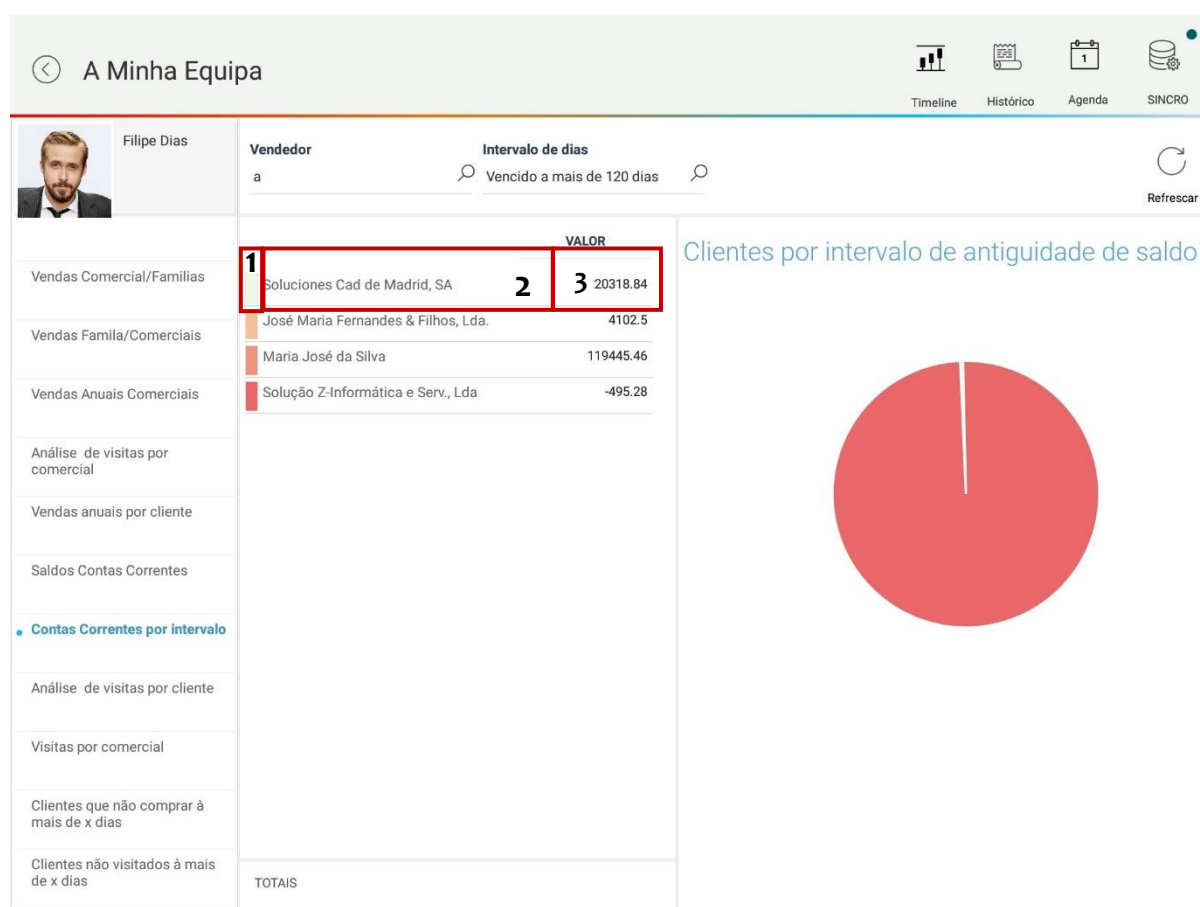 A Minha Equipa
1
Timeline
Histórico
Agenda
SINCRO
Filipe Dias
Vendedor
Intervalo de dias
a
Vencido a mais de 120 dias
Refrescar
Vendas Comercial/Familias
Vendas Famila/Comerciais
Vendas Anuais Comerciais
Análise de visitas por
comercial
Vendas anuais por cliente
Saldos Contas Correntes
Contas Correntes por intervalo
Análise de visitas por cliente
Visitas por comercial
Clientes que não comprar à
mais de x dias
Clientes não visitados à mais
de x dias
VALOR
1
Soluciones Cad de Madrid, SA
2
3
20318.84
José Maria Fernandes & Filhos, Lda.
4102.5
Maria José da Silva
119445.46
Solução Z-Informática e Serv., Lda
-495.28
TOTAIS
Clientes por intervalo de antiguidade de saldo